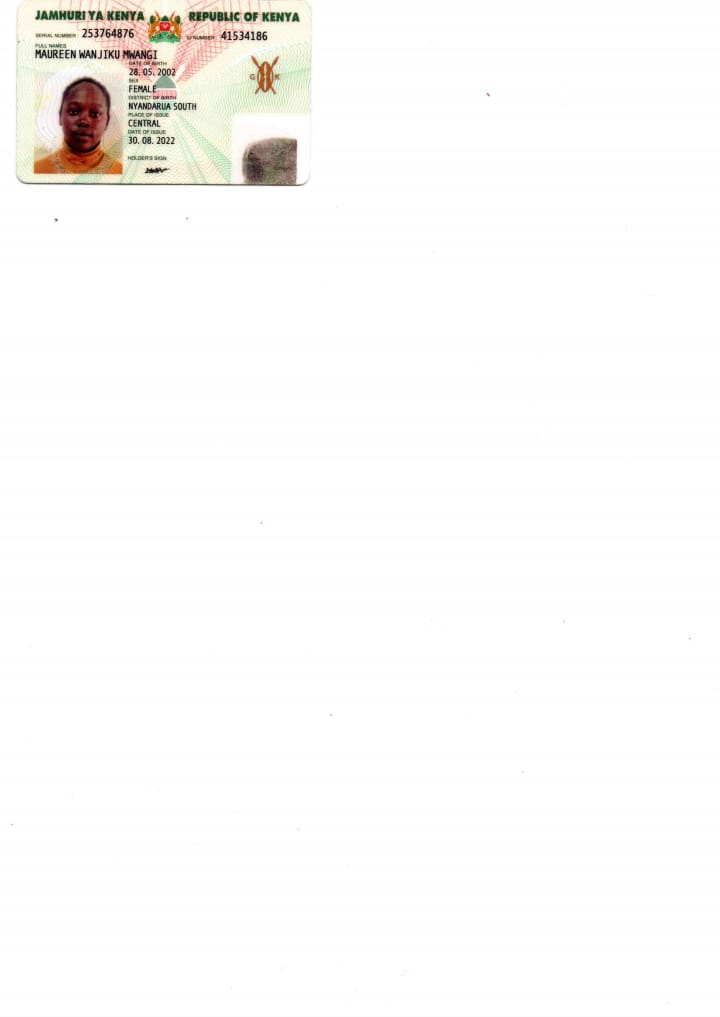 JAMHURI YA KENYA REPUBLIC OF KENYA
SERIAL NUMBER 253764876 ID NUMBER 41534186
FULL NAMES
MAUREEN WANJIKU MWANGI
DATE OF BIRTH
28. 05. 2002
SEX
FEMALE
DISTRICT OF BIRTH
NYANDARUA SOUTH
PLACE OF ISSUE
CENTRAL
DATE OF ISSUE
30. 08. 2022
HOLDER'S SIGN
G K